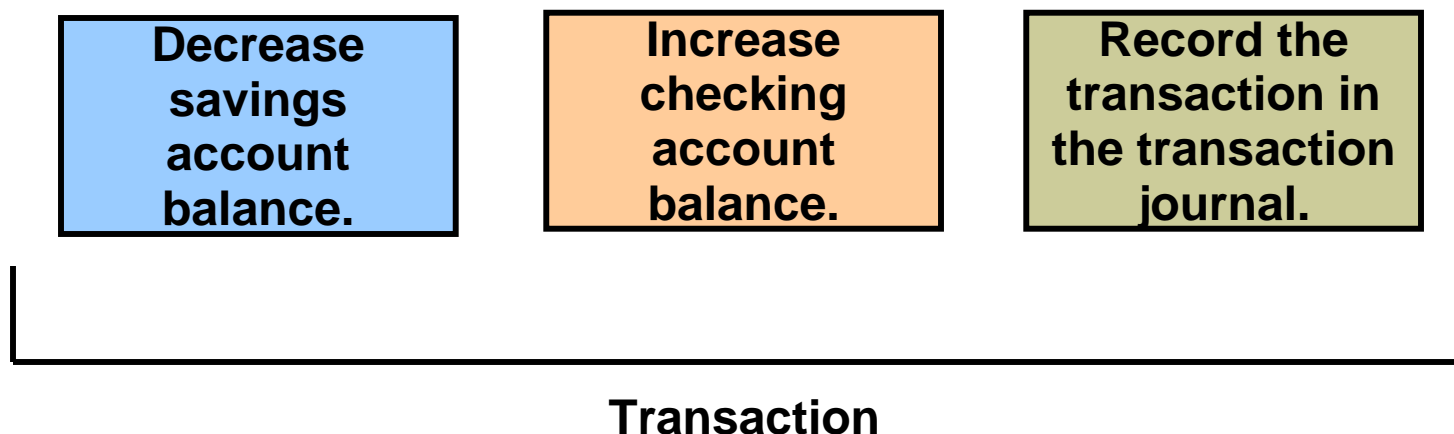 Decrease
savings
account
balance.
Increase
checking
account
balance.
Record the
transaction in
the transaction
journal.
Transaction